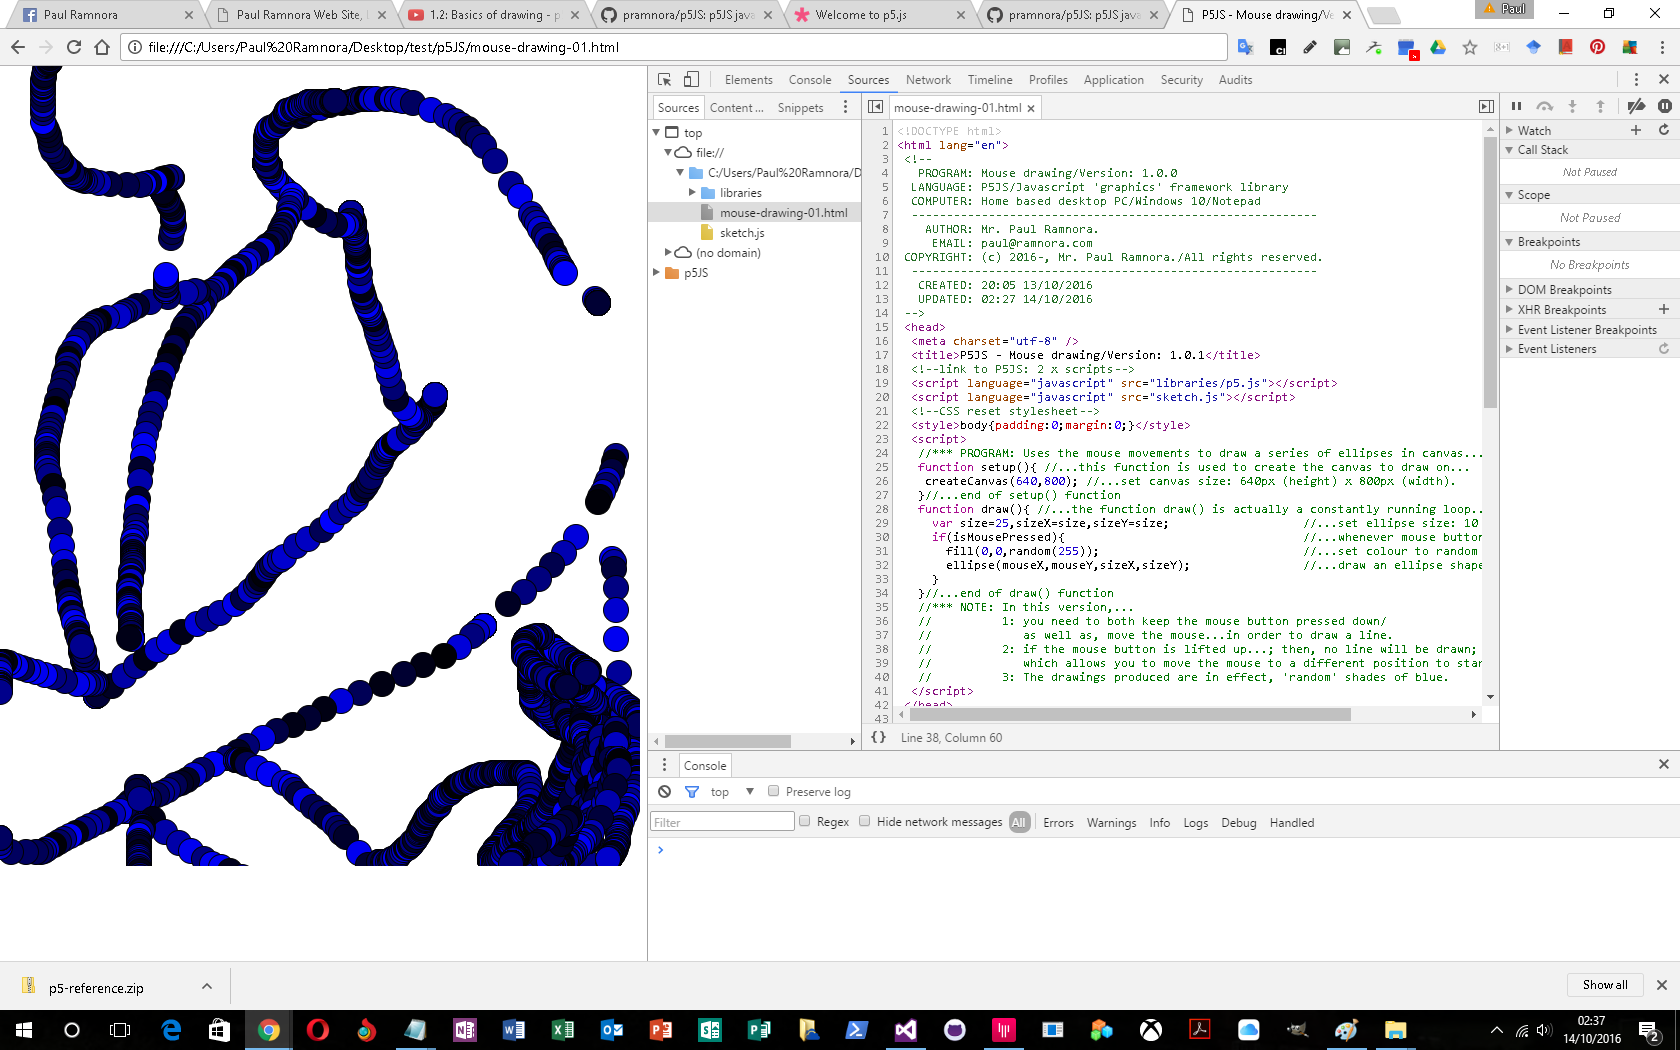 Paul Ramnora
Paul Ramnora Web Site,
1.2: Basics of drawing - p
pramnora/p5JS: p5JS java
Welcome to p5.js
pramnora/p5JS: p5JS java
P5JS - Mouse drawing/Ve
Paul
file:///C:/Users/Paul%20Ramnora/Desktop/test/p5JS/mouse-drawing-01.html
Elements Console Sources Network Timeline Profiles Application Security Audits
Sources Content ... Snippets
mouse-drawing-01.html
top
file://
C:/Users/Paul%20Ramnora/D
libraries
mouse-drawing-01.html
sketch.js
(no domain)
p5JS
1 <!DOCTYPE html>
2 <html lang="en">
3 <!--
4 PROGRAM: Mouse drawing/Version: 1.0.0
5 LANGUAGE: P5JS/Javascript 'graphics' framework library
6 COMPUTER: Home based desktop PC/Windows 10/Notepad
7 -----------------------------------------------------------
8 AUTHOR: Mr. Paul Ramnora.
9 EMAIL: paul@ramnora.com
10 COPYRIGHT: (c) 2016-, Mr. Paul Ramnora./All rights reserved.
11 -----------------------------------------------------------
12 CREATED: 20:05 13/10/2016
13 UPDATED: 02:27 14/10/2016
14 -->
15 <head>
16 <meta charset="utf-8" />
17 <title>P5JS - Mouse drawing/Version: 1.0.1</title>
18 <!--link to P5JS: 2 x scripts-->
19 <script language="javascript" src="libraries/p5.js"></script>
20 <script language="javascript" src="sketch.js"></script>
21 <!--CSS reset stylesheet-->
22 <style>body{padding:0;margin:0;}</style>
23 <script>
24 //*** PROGRAM: Uses the mouse movements to draw a series of ellipses in canvas...
25 function setup(){ //...this function is used to create the canvas to draw on...
26 createCanvas(640,800); //...set canvas size: 640px (height) x 800px (width).
27 }//...end of setup() function
28 function draw(){ //...the function draw() is actually a constantly running loop..
29 var size=25,sizeX=size,sizeY=size; //...set ellipse size: 10
30 if(isMousePressed){ //...whenever mouse button
31 fill(0,0,random(255)); //...set colour to random
32 ellipse(mouseX,mouseY,sizeX,sizeY); //...draw an ellipse shape
33 }
34 }//...end of draw() function
35 //*** NOTE: In this version,...
36 // 1: you need to both keep the mouse button pressed down/
37 // as well as, move the mouse...in order to draw a line.
38 // 2: if the mouse button is lifted up...; then, no line will be drawn;
39 // which allows you to move the mouse to a different position to star
40 // 3: The drawings produced are in effect, 'random' shades of blue.
41 </script>
42 </head>
43
{} Line 38, Column 60
Watch
Call Stack
Not Paused
Scope
Not Paused
Breakpoints
No Breakpoints
DOM Breakpoints
XHR Breakpoints
Event Listener Breakpoints
Event Listeners
Console
top Preserve log
Filter Regex Hide network messages All Errors Warnings Info Logs Debug Handled
p5-reference.zip
Show all
02:37
14/10/2016
2